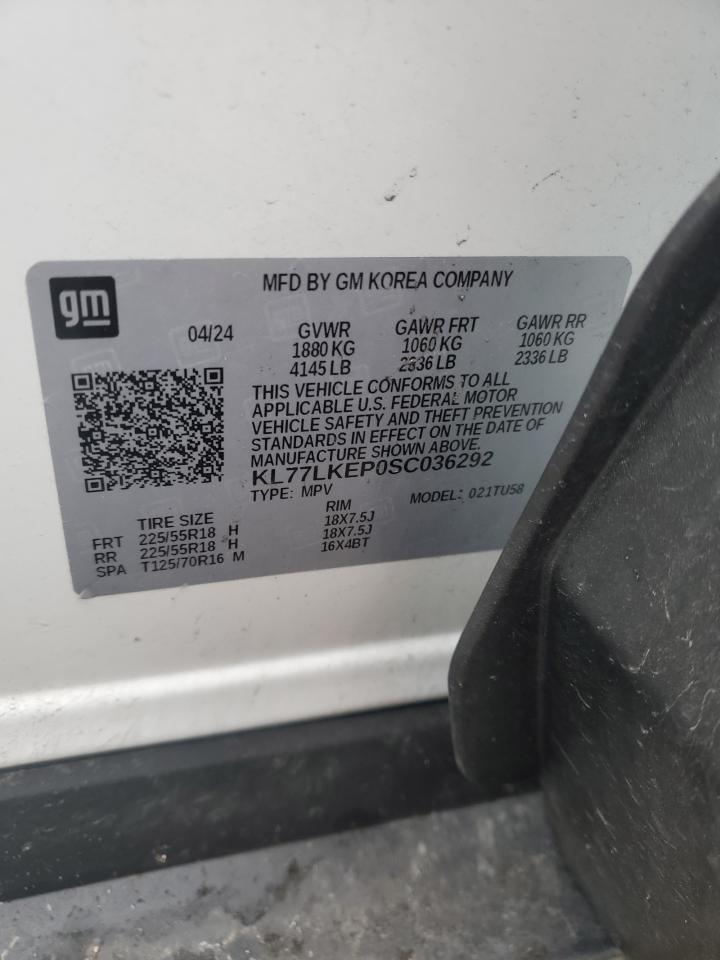 gm
MFD BY GM KOREA COMPANY
04/24 GVWR GAWR FRT GAWR RR
1880 KG 1060 KG 1060 KG
4145 LB 2336 LB 2336 LB
THIS VEHICLE CONFORMS TO ALL
APPLICABLE U.S. FEDERAL MOTOR
VEHICLE SAFETY AND THEFT PREVENTION
STANDARDS IN EFFECT ON THE DATE OF
MANUFACTURE SHOWN ABOVE.
KL77LKEP0SC036292
TYPE: MPV MODEL: 021TU58
TIRE SIZE RIM
FRT 225/55R18 H 18X7.5J
RR 225/55R18 H 18X7.5J
SPA T125/70R16 M 16X4BT